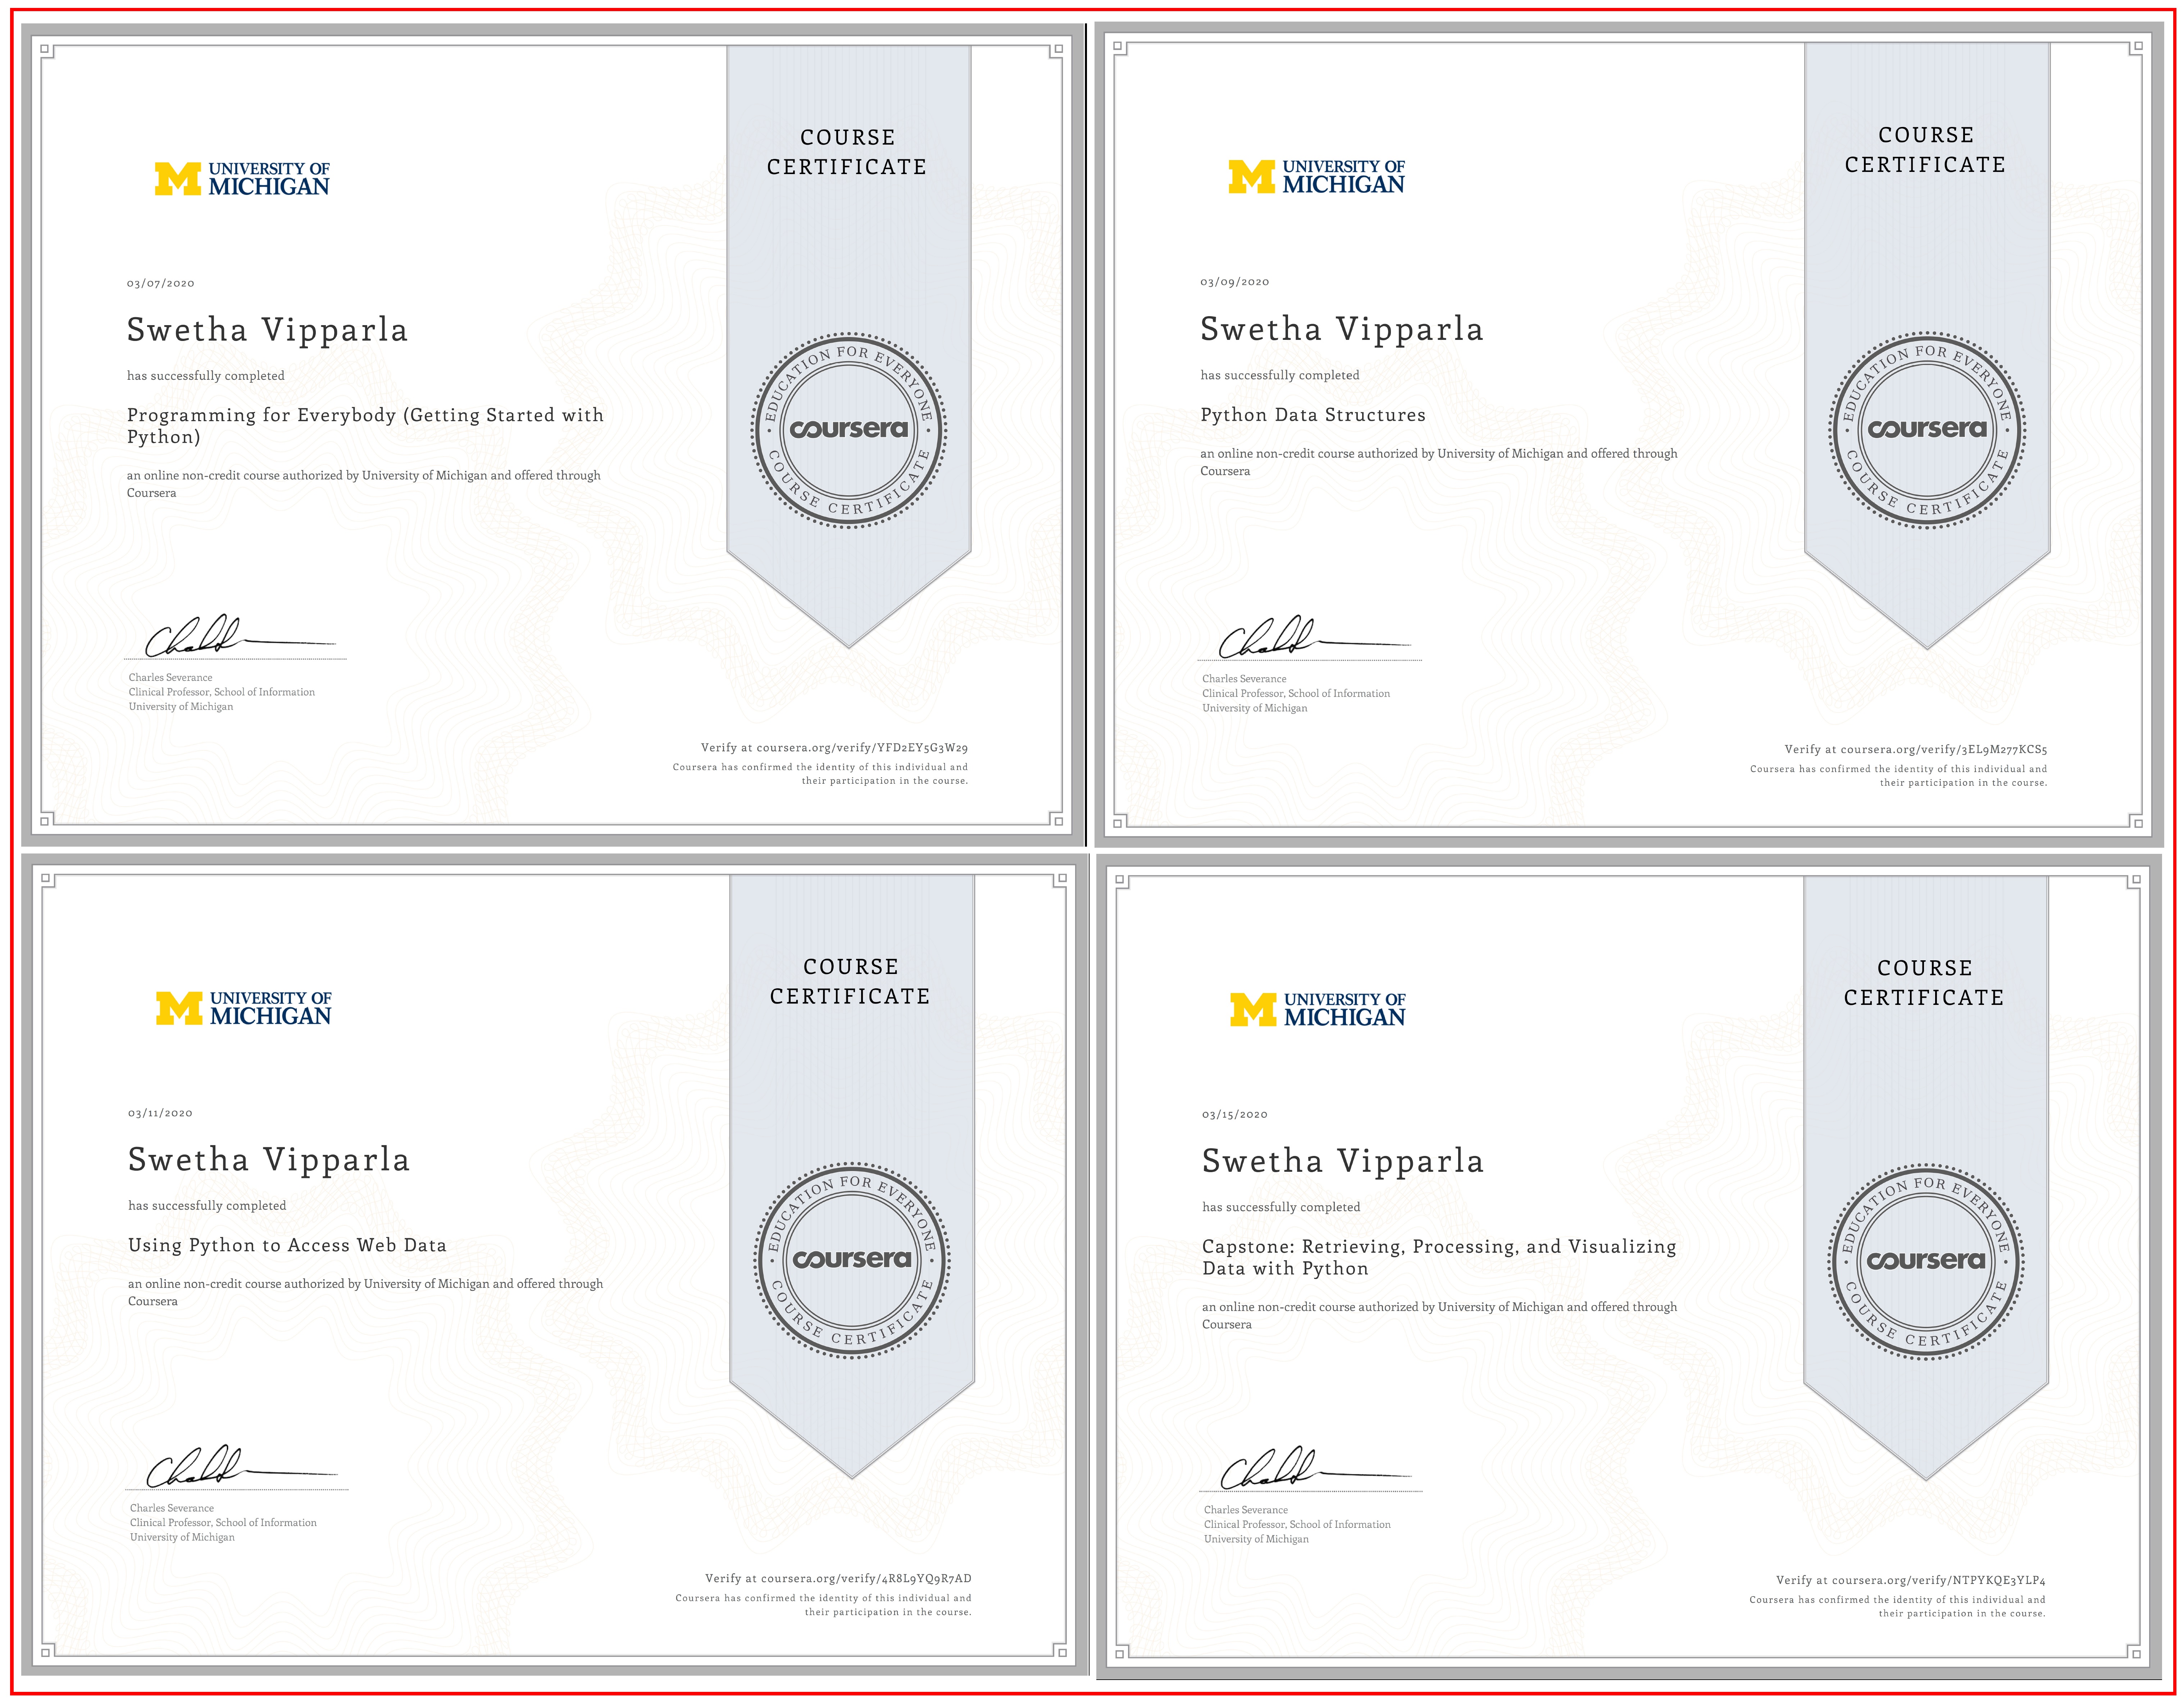 UNIVERSITY OF
MICHIGAN
03/07/2020
Swetha Vipparla
has successfully completed
Programming for Everybody (Getting Started with
Python)
an online non-credit course authorized by University of Michigan and offered through
Coursera
Charles Severance
Clinical Professor, School of Information
University of Michigan
COURSE
CERTIFICATE
EDUCATION FOR EVERYONE
coursera
COURSE CERTIFICATE
Verify at coursera.org/verify/YFD2EY5G3W29
Coursera has confirmed the identity of this individual and
their participation in the course.
UNIVERSITY OF
MICHIGAN
03/09/2020
Swetha Vipparla
has successfully completed
Python Data Structures
an online non-credit course authorized by University of Michigan and offered through
Coursera
Charles Severance
Clinical Professor, School of Information
University of Michigan
COURSE
CERTIFICATE
EDUCATION FOR EVERYONE
coursera
COURSE CERTIFICATE
Verify at coursera.org/verify/3EL9M277KCS5
Coursera has confirmed the identity of this individual and
their participation in the course.
UNIVERSITY OF
MICHIGAN
03/11/2020
Swetha Vipparla
has successfully completed
Using Python to Access Web Data
an online non-credit course authorized by University of Michigan and offered through
Coursera
Charles Severance
Clinical Professor, School of Information
University of Michigan
COURSE
CERTIFICATE
EDUCATION FOR EVERYONE
coursera
COURSE CERTIFICATE
Verify at coursera.org/verify/4R8L9YQ9R7AD
Coursera has confirmed the identity of this individual and
their participation in the course.
UNIVERSITY OF
MICHIGAN
03/15/2020
Swetha Vipparla
has successfully completed
Capstone: Retrieving, Processing, and Visualizing
Data with Python
an online non-credit course authorized by University of Michigan and offered through
Coursera
Charles Severance
Clinical Professor, School of Information
University of Michigan
COURSE
CERTIFICATE
EDUCATION FOR EVERYONE
coursera
COURSE CERTIFICATE
Verify at coursera.org/verify/NTPYKQE3YLP4
Coursera has confirmed the identity of this individual and
their participation in the course.